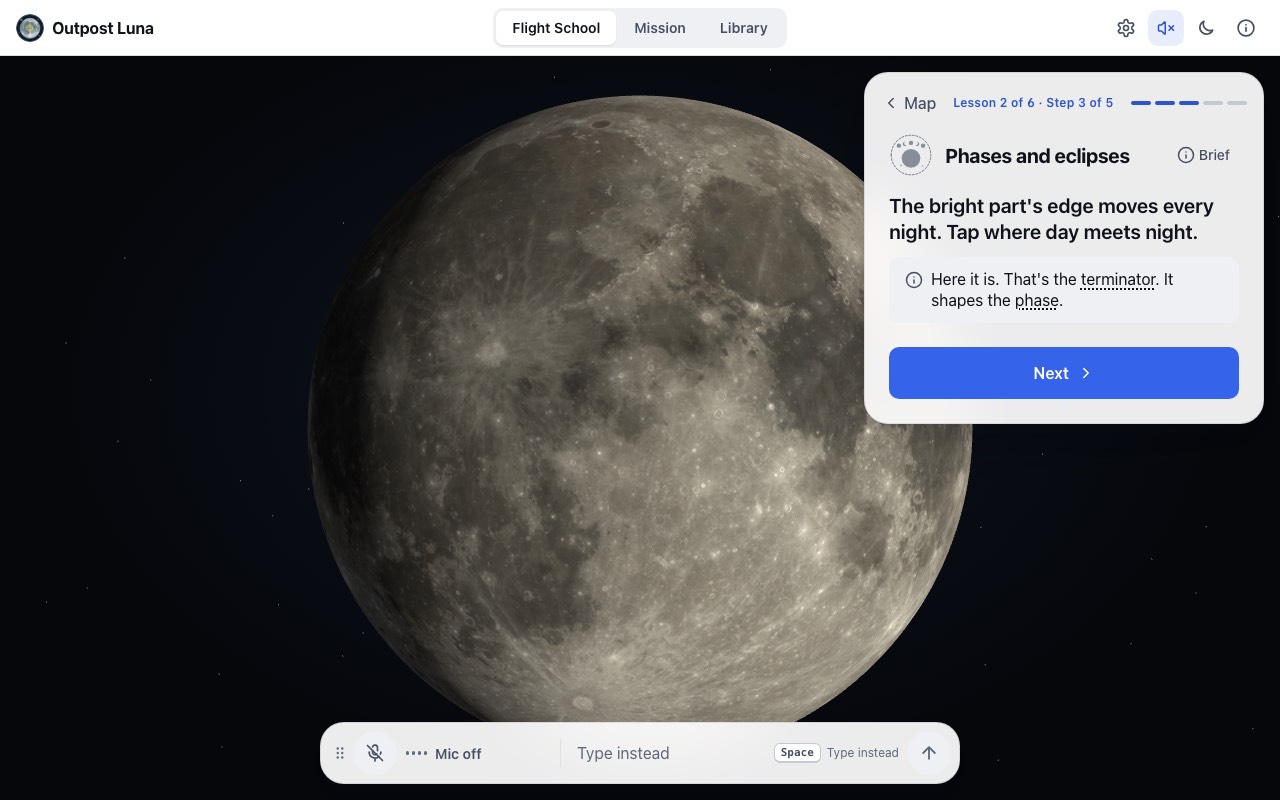 Outpost Luna
Flight School
Mission
Library
Map
Lesson 2 of 6 · Step 3 of 5
Phases and eclipses
Brief
The bright part's edge moves every
night. Tap where day meets night.
Here it is. That's the terminator. It
shapes the phase.
Next
Mic off
Type instead
Space
Type instead